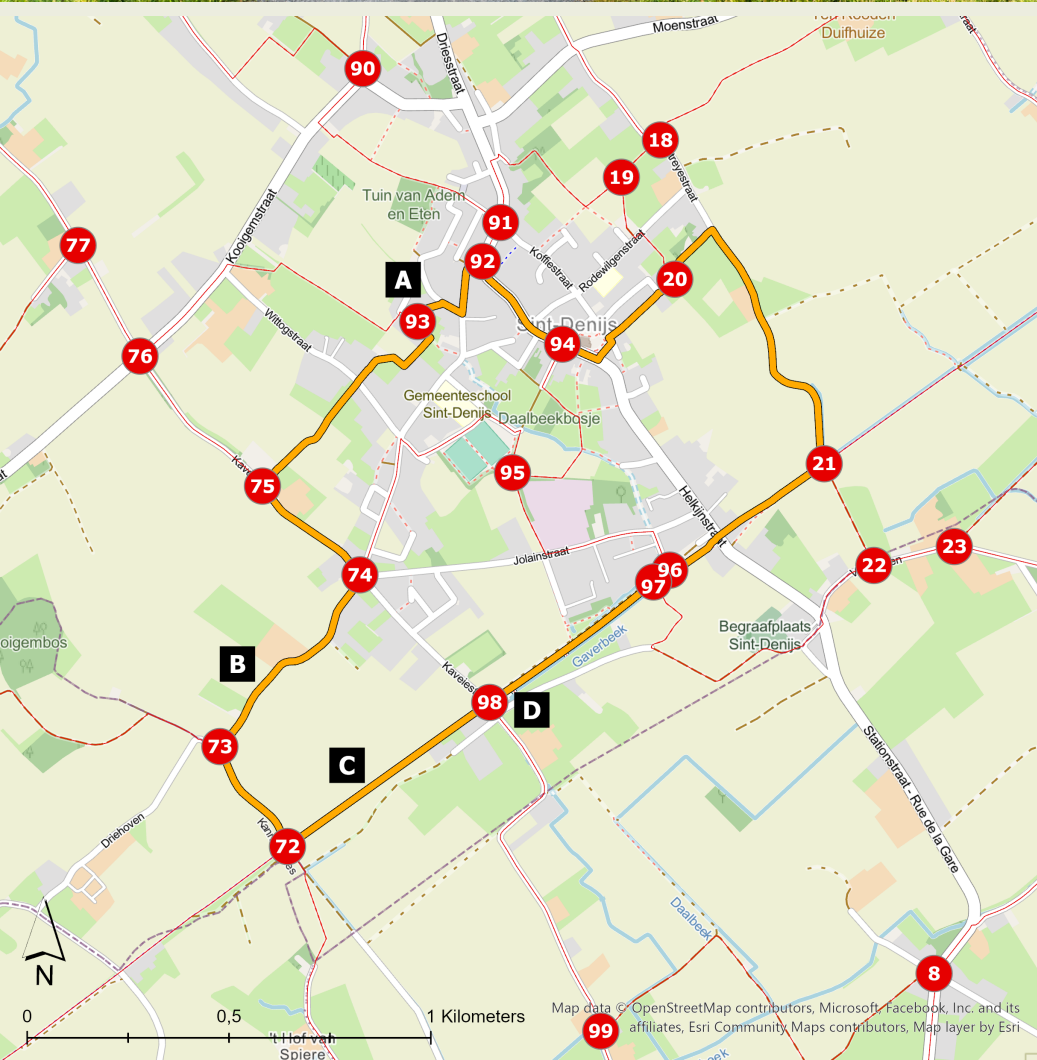 Ten Rooden
Duifhuize
Moenstraat
Driesstraat
90
18
19
Tuin van Adem
en Eten
91
77
Kooigemstraat
92
Koffiestraat
Rodewilgenstraat
20
A
93
Sint-Denijs
94
Wittogstraat
76
Gemeenteschool
Sint-Denijs
Daalbeekbosje
21
75
95
Helkijnstraat
Jolainstraat
74
96
97
22
23
Gaverbeek
Begraafplaats
Sint-Denijs
B
98
D
73
C
Stationstraat - Rue de la Gare
Driehoven
72
Daalbeek
N
8
0
0,5
1 Kilometers
99
't Hof van
Spiere
Map data © OpenStreetMap contributors, Microsoft, Facebook, Inc. and its
affiliates, Esri Community Maps contributors, Map layer by Esri